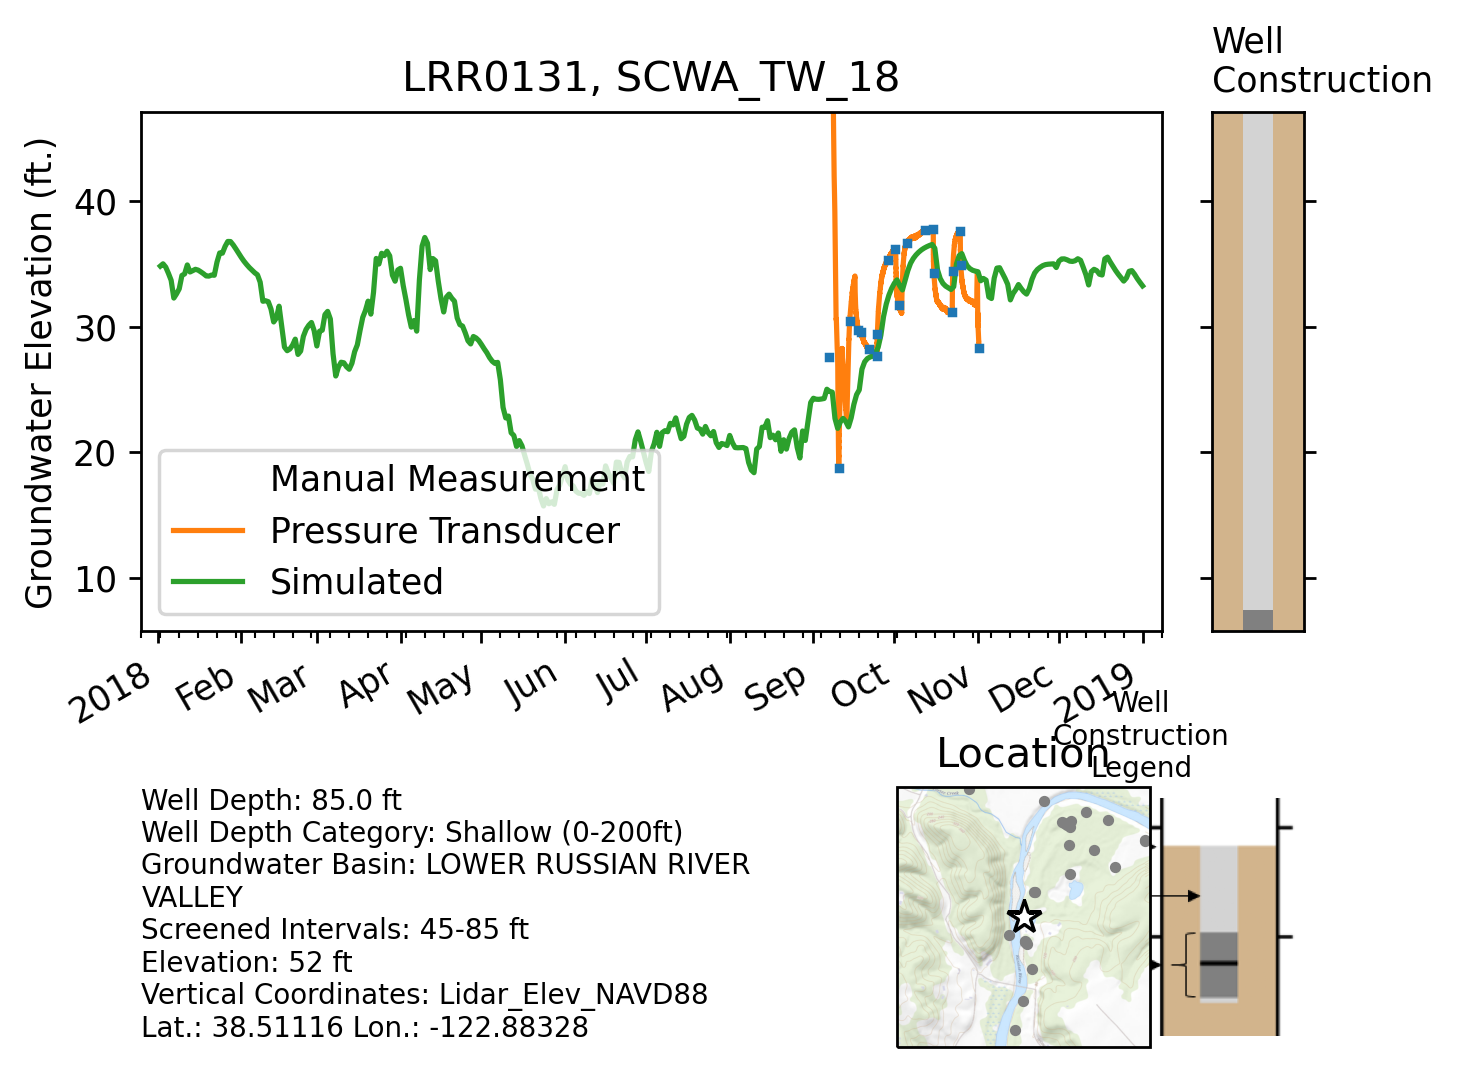 Well
Construction
LRR0131, SCWA_TW_18
Groundwater Elevation (ft.)
40
30
20
10
Manual Measurement
Pressure Transducer
Simulated
2018
Feb
Mar
Apr
May
Jun
Jul
Aug
Sep
Oct
Nov
Dec
2019
Well
Construction
Legend
Location
Well Depth: 85.0 ft
Well Depth Category: Shallow (0-200ft)
Groundwater Basin: LOWER RUSSIAN RIVER
VALLEY
Screened Intervals: 45-85 ft
Elevation: 52 ft
Vertical Coordinates: Lidar_Elev_NAVD88
Lat.: 38.51116 Lon.: -122.88328